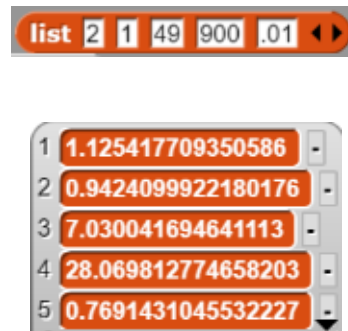 list 2 1 49 900 .01
1 1.125417709350586 -
2 0.9424099922180176 -
3 7.030041694641113 -
4 28.069812774658203 -
5 0.7691431045532227 -